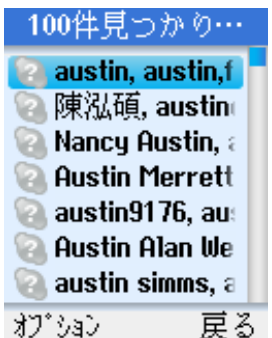 100件見つかり…
austin, austin,f
陳泓碩, austin
Nancy Austin, a
Austin Merrett
austin9176, au
Austin Alan We
austin simms, a
ｵﾌﾟｼｮﾝ 戻る